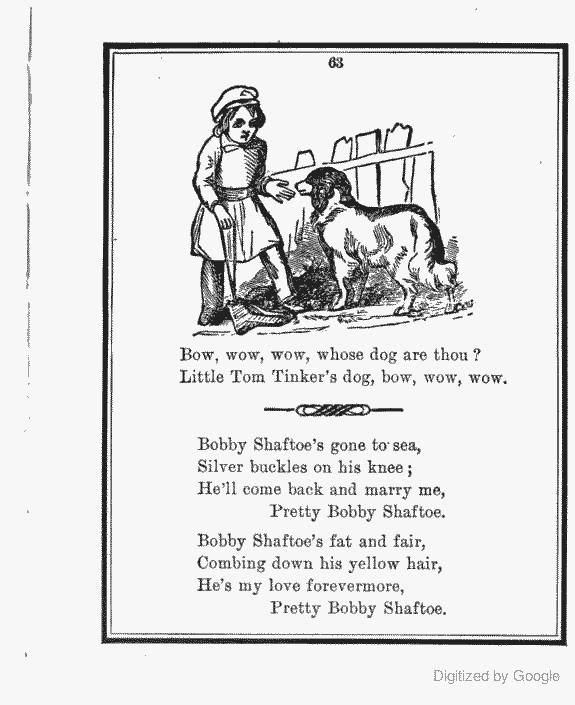 63
Bow, wow, wow, whose dog are thou ?
Little Tom Tinker's dog, bow, wow, wow.
Bobby Shaftoe's gone to sea,
Silver buckles on his knee ;
He'll come back and marry me,
Pretty Bobby Shaftoe.
Bobby Shaftoe's fat and fair,
Combing down his yellow hair,
He's my love forevermore,
Pretty Bobby Shaftoe.
Digitized by Google